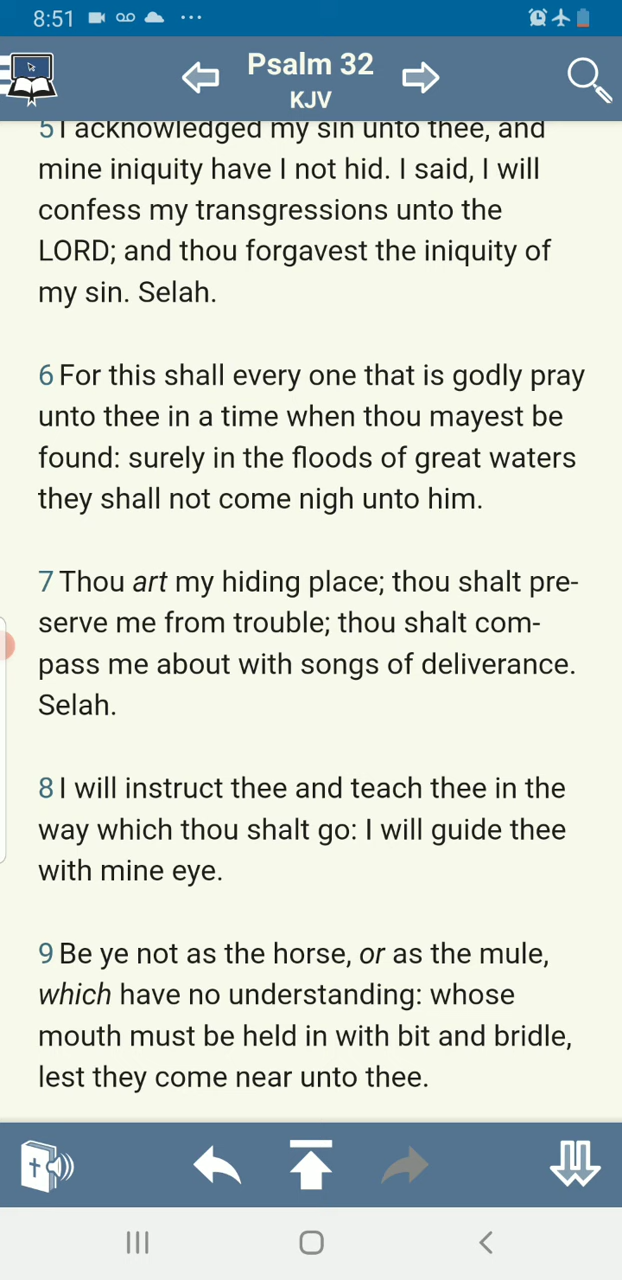 8:51
Psalm 32
KJV
5 I acknowledged my sin unto thee, and
mine iniquity have I not hid. I said, I will
confess my transgressions unto the
LORD; and thou forgavest the iniquity of
my sin. Selah.
6 For this shall every one that is godly pray
unto thee in a time when thou mayest be
found: surely in the floods of great waters
they shall not come nigh unto him.
7 Thou art my hiding place; thou shalt pre-
serve me from trouble; thou shalt com-
pass me about with songs of deliverance.
Selah.
8 I will instruct thee and teach thee in the
way which thou shalt go: I will guide thee
with mine eye.
9 Be ye not as the horse, or as the mule,
which have no understanding: whose
mouth must be held in with bit and bridle,
lest they come near unto thee.